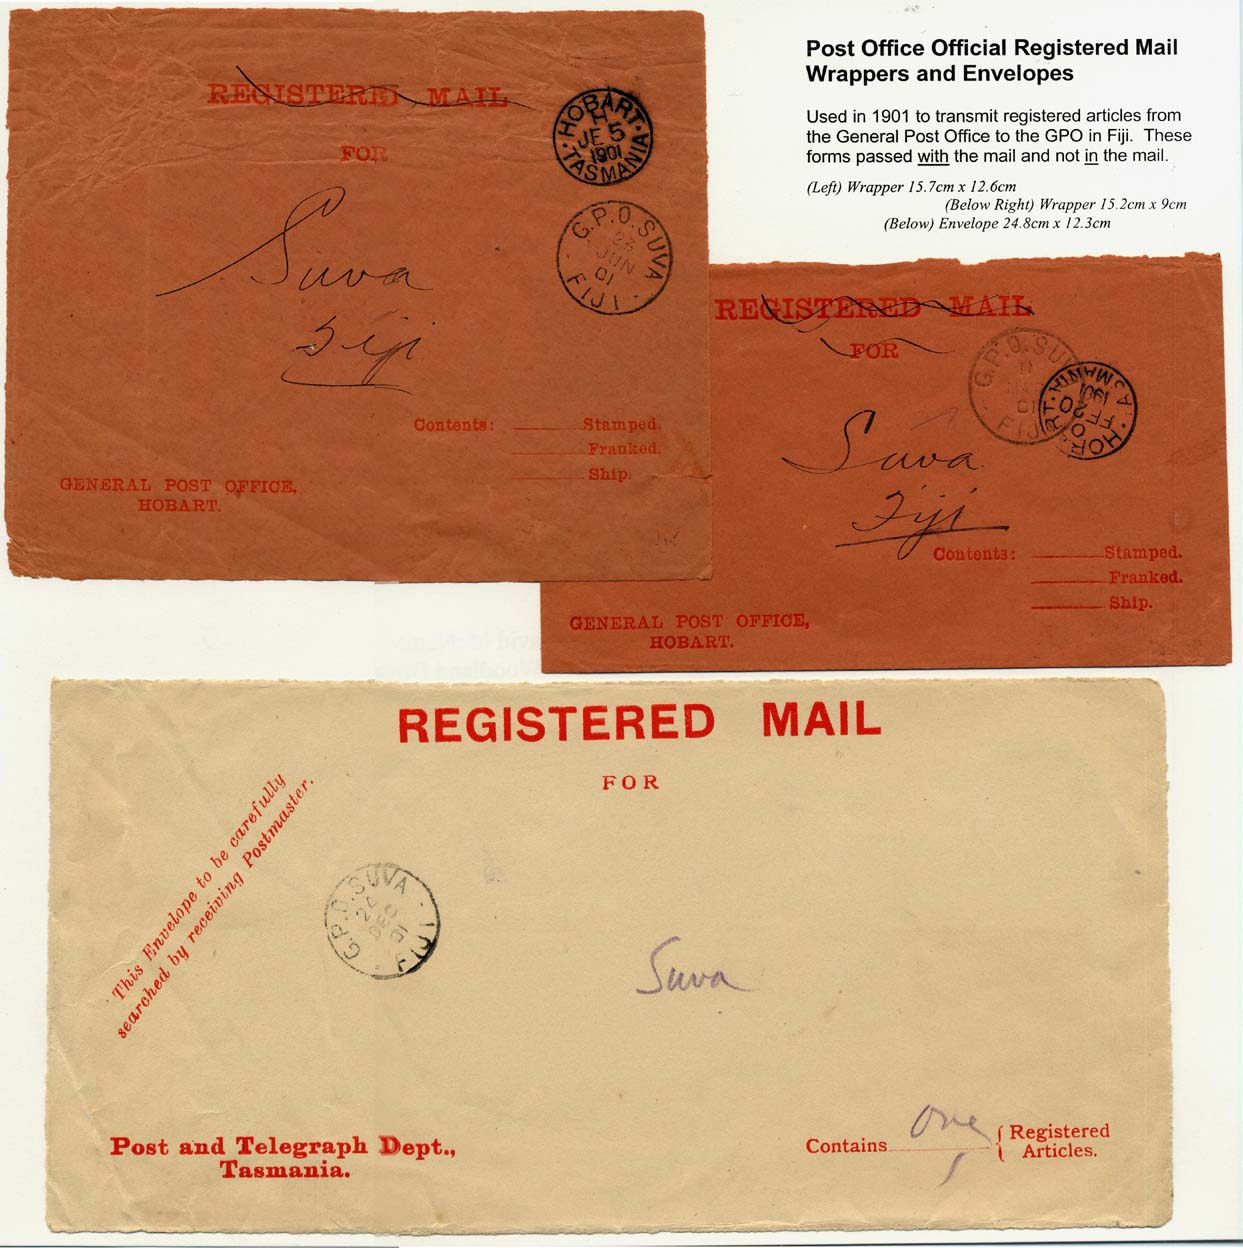 Post Office Official Registered Mail
Wrappers and Envelopes
Used in 1901 to transmit registered articles from
the General Post Office to the GPO in Fiji. These
forms passed with the mail and not in the mail.
(Left) Wrapper 15.7cm x 12.6cm
(Below Right) Wrapper 15.2cm x 9cm
(Below) Envelope 24.8cm x 12.3cm
REGISTERED MAIL
FOR
HOBART
H
JE 5
1901
TASMANIA
G.P.O. SUVA
23
JUN
01
FIJI
Suva
Fiji
Contents: Stamped.
Franked.
Ship.
GENERAL POST OFFICE,
HOBART.
REGISTERED MAIL
FOR
G.P.O. SUVA
11
01
FIJI
HOBART
FE 20
1901
TASMANIA
Suva
Fiji
Contents: Stamped.
Franked.
Ship.
GENERAL POST OFFICE,
HOBART.
REGISTERED MAIL
FOR
This Envelope to be carefully
searched by receiving Postmaster.
G.P.O. SUVA
DEC
01
FIJI
Suva
Post and Telegraph Dept.,
Tasmania.
Contains One Registered
Articles.